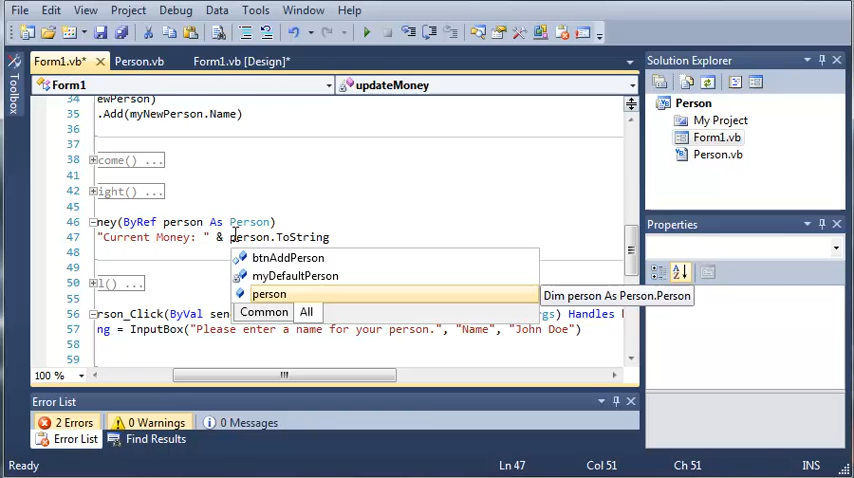 File Edit View Project Debug Data Tools Window Help
Form1.vb* Person.vb Form1.vb [Design]*
Toolbox
Form1 updateMoney
34 ewPerson)
35 .Add(myNewPerson.Name)
36
37
38 come() ...
41
42 ight() ...
45
46 ney(ByRef person As Person)
47 "Current Money: " & person.ToString
48
49
50 l() ...
55
56 rson_Click(ByVal sen gs) Handles b
57 ng = InputBox("Please enter a name for your person.", "Name", "John Doe")
58
59
btnAddPerson
myDefaultPerson
person
Common All
Dim person As Person.Person
100 %
Solution Explorer
Person
My Project
Form1.vb
Person.vb
Properties
Error List
2 Errors 0 Warnings 0 Messages
Error List Find Results
Ready Ln 47 Col 51 Ch 51 INS